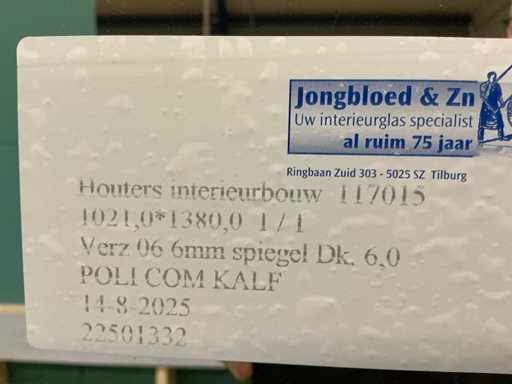 Jongbloed & Zn
Uw interieurglas specialist
al ruim 75 jaar
Ringbaan Zuid 303 - 5025 SZ Tilburg
Houters interieurbouw 117015
1021,0*1380,0 1 / 1
Verz 06 6mm spiegel Dk. 6,0
POLI COM KALF
14-8-2025
22501332